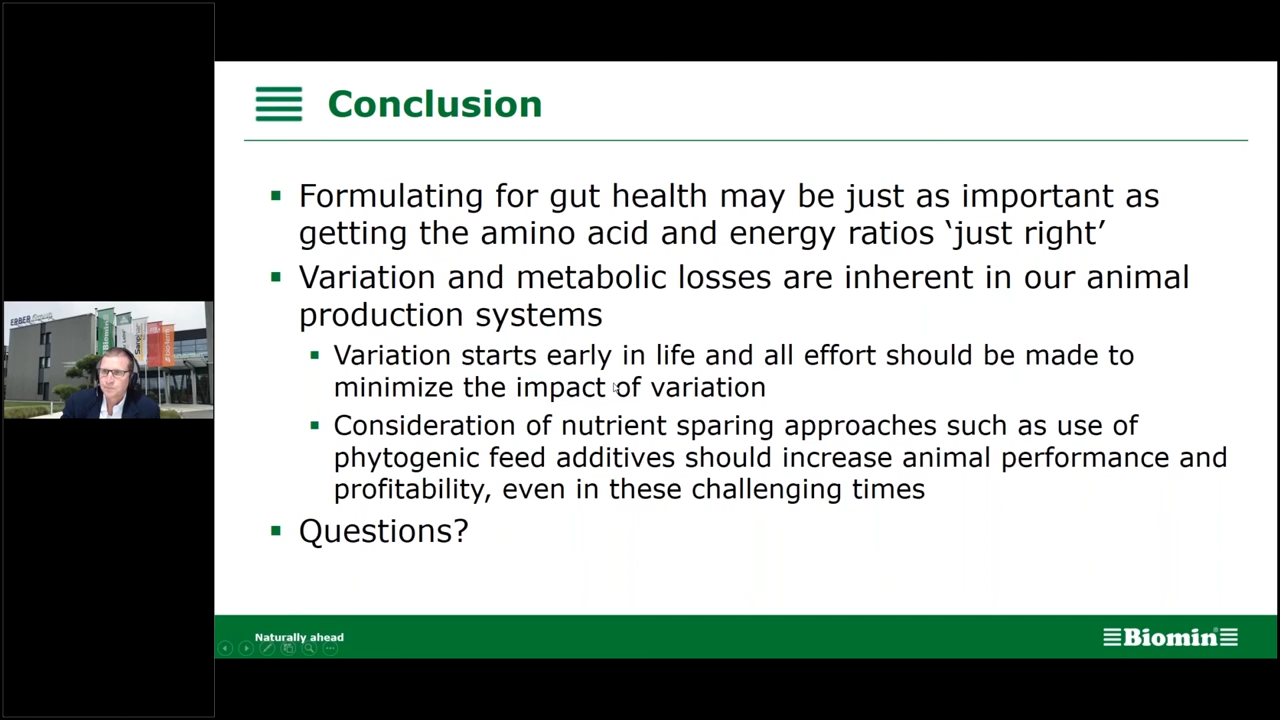 Conclusion
Formulating for gut health may be just as important as
getting the amino acid and energy ratios ‘just right’
Variation and metabolic losses are inherent in our animal
production systems
Variation starts early in life and all effort should be made to
minimize the impact of variation
Consideration of nutrient sparing approaches such as use of
phytogenic feed additives should increase animal performance and
profitability, even in these challenging times
Questions?
Naturally ahead
Biomin®
ERBER Group
Biomin